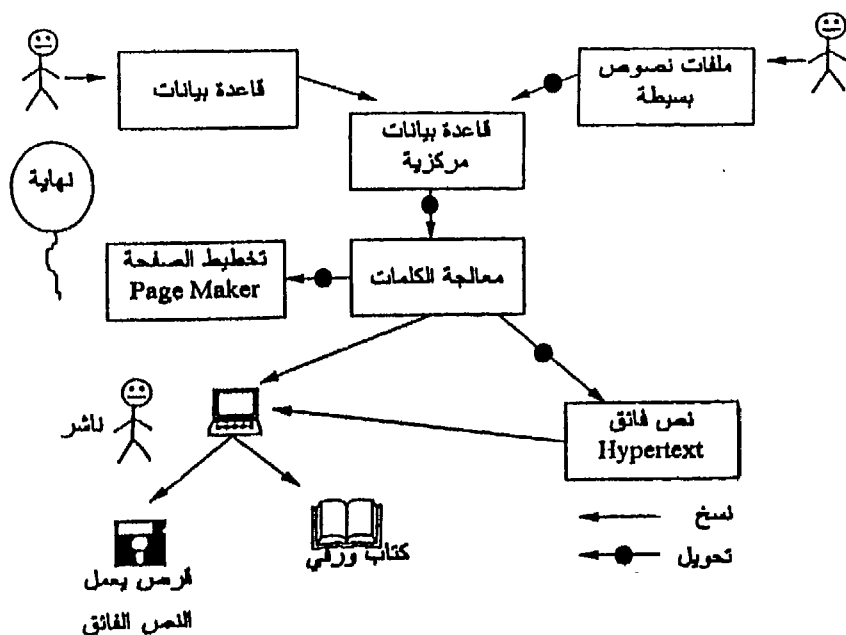 قاعدة بيانات
ملفات نصوص
بسيطة
قاعدة بيانات
مركزية
نهاية
تخطيط الصفحة
Page Maker
معالجة الكلمات
ناشر
نص فائق
Hypertext
نسخ
تحويل
كتاب ورقي
قرص يحمل
النص الفائق